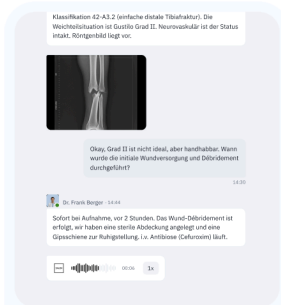 Klassifikation 42-A3.2 (einfache distale Tibiafraktur). Die
Weichteilsituation ist Gustilo Grad II. Neurovaskulär ist der Status
intakt. Röntgenbild liegt vor.
Okay, Grad II ist nicht ideal, aber handhabbar. Wann
wurde die initiale Wundversorgung und Débridement
durchgeführt?
14:30
Dr. Frank Berger · 14:44
Sofort bei Aufnahme, vor 2 Stunden. Das Wund-Débridement ist
erfolgt, wir haben eine sterile Abdeckung angelegt und eine
Gipsschiene zur Ruhigstellung. i.v. Antibiose (Cefuroxim) läuft.
00:06 1x